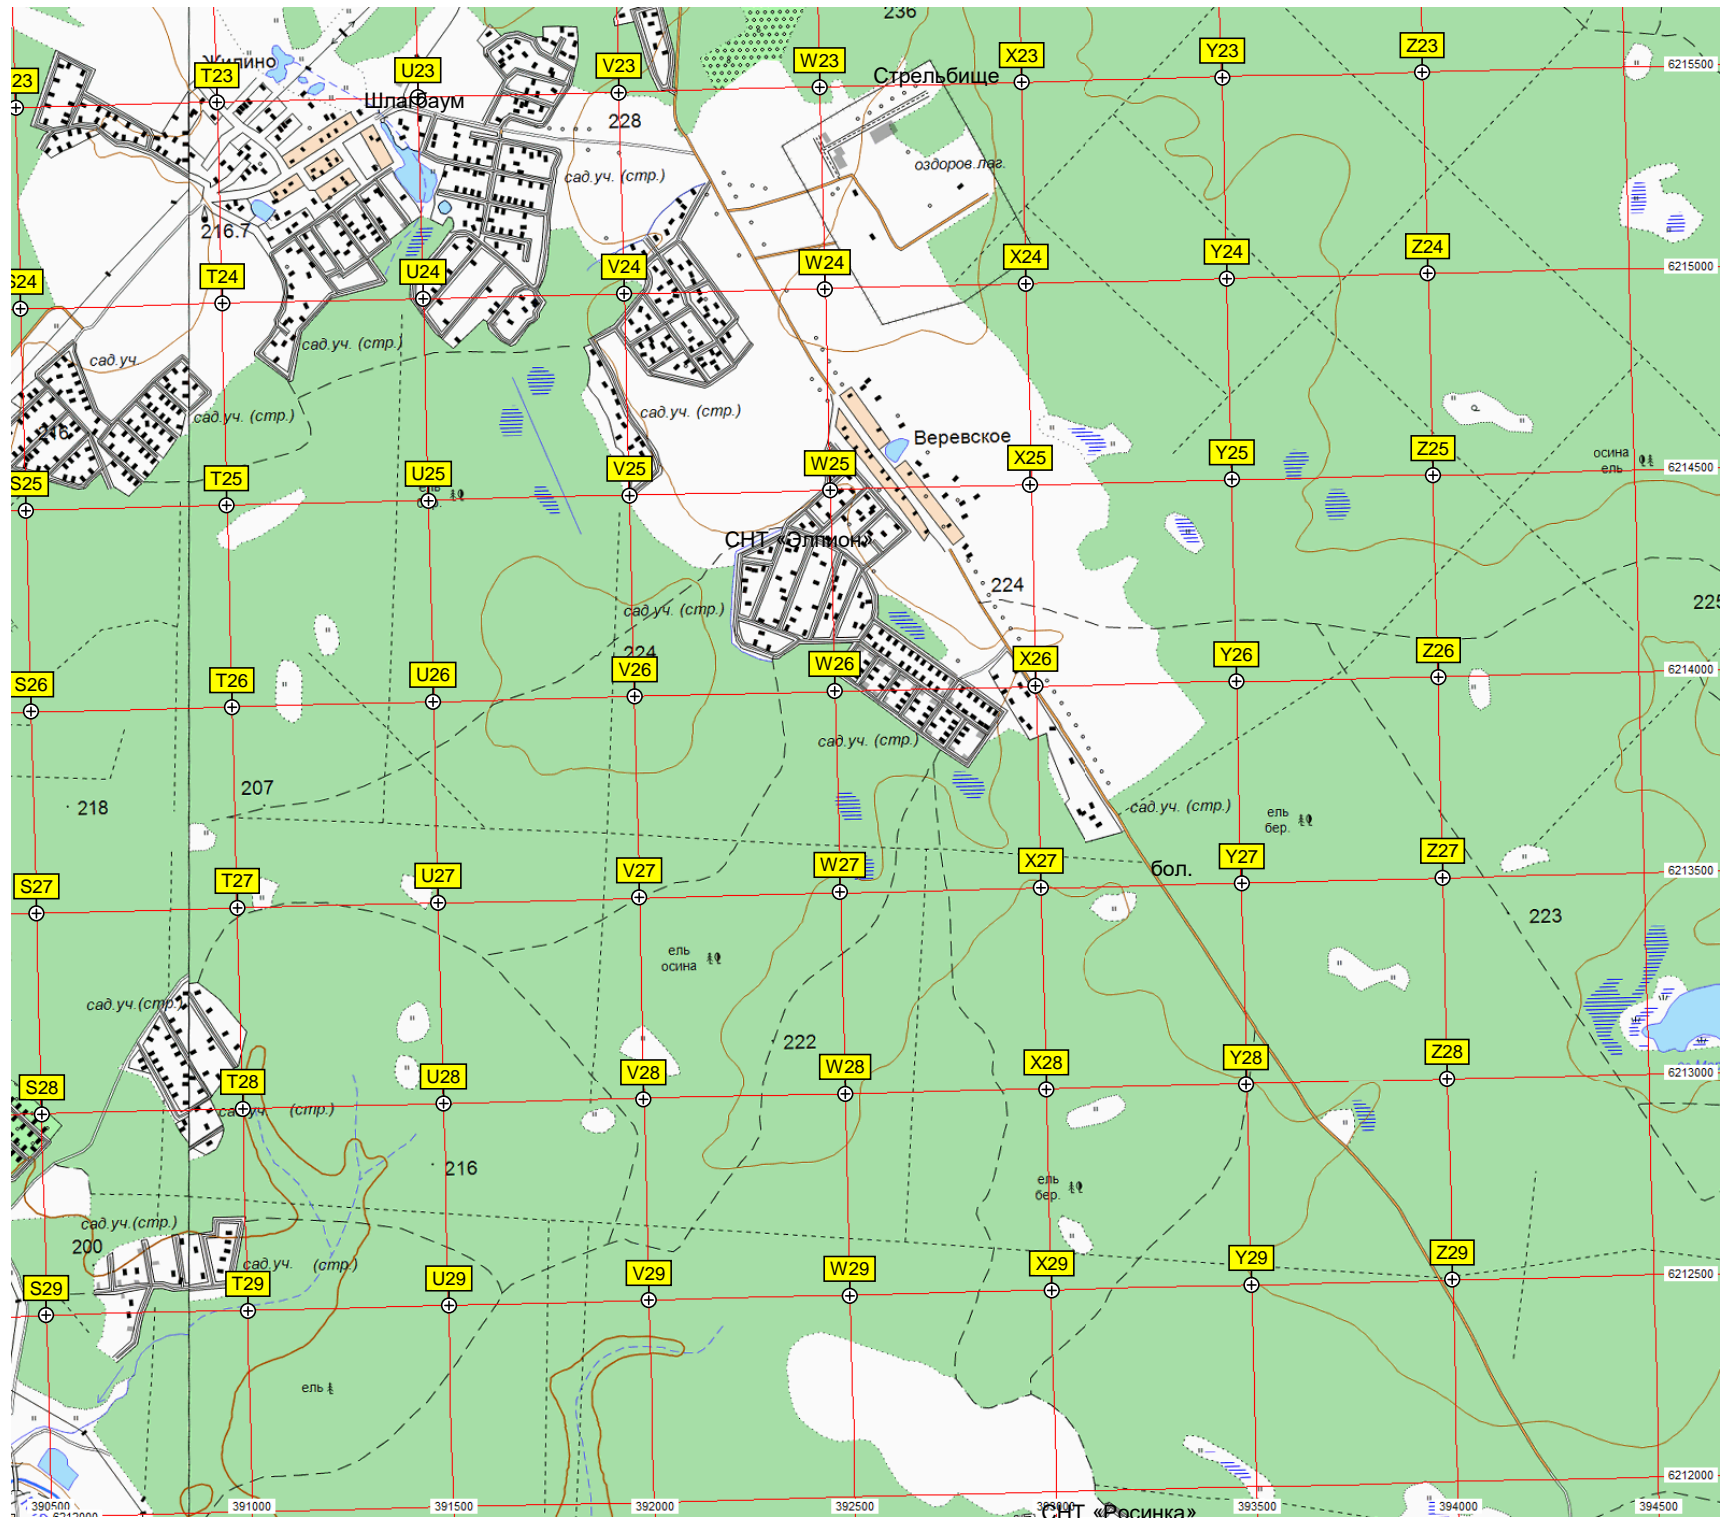 236
Жилино
23
T23
U23
V23
W23
X23
Y23
Z23
6215500
Стрельбище
Шлагбаум
228
оздоров.лаг.
сад.уч. (стр.)
216.7
S24
T24
U24
V24
W24
X24
Y24
Z24
6215000
сад.уч. (стр.)
сад.уч.
сад.уч. (стр.)
сад.уч. (стр.)
216
Веревское
S25
T25
U25
V25
W25
X25
Y25
Z25
6214500
осина
ель
ель
бер.
СНТ «Эллион»
224
сад.уч. (стр.)
225
224
S26
T26
U26
V26
W26
X26
Y26
Z26
6214000
сад.уч. (стр.)
207
218
сад.уч. (стр.)
ель
бер.
S27
T27
U27
V27
W27
X27
Y27
Z27
6213500
бол.
223
ель
осина
сад.уч.(стр.)
222
S28
T28
U28
V28
W28
X28
Y28
Z28
6213000
сад.уч. (стр.)
216
ель
бер.
сад.уч.(стр.)
200
сад.уч. (стр.)
S29
T29
U29
V29
W29
X29
Y29
Z29
6212500
ель
6212000
390500
391000
391500
392000
392500
393000
393500
394000
394500
СНТ «Росинка»